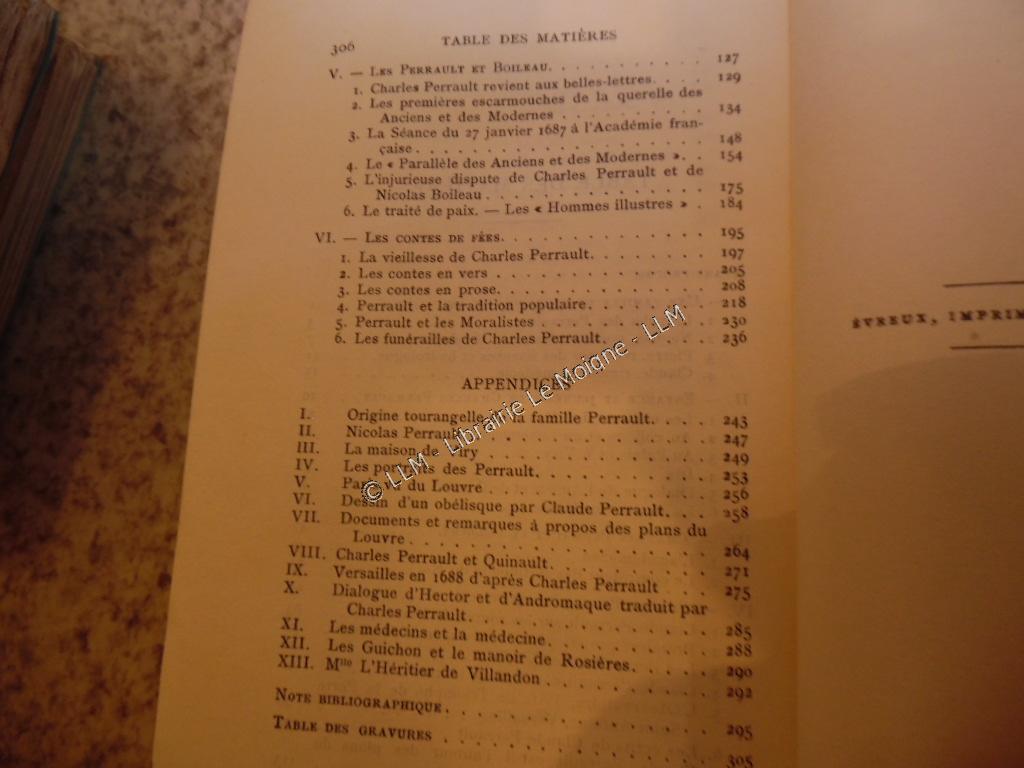 306 TABLE DES MATIÈRES
V. — LES PERRAULT ET BOILEAU. . . . . . . . . . 127
1. Charles Perrault revient aux belles-lettres. . . . 129
2. Les premières escarmouches de la querelle des
Anciens et des Modernes . . . . . . . . . . 134
3. La Séance du 27 janvier 1687 à l'Académie fran-
çaise. . . . . . . . . . . . . . . . . . 148
4. Le « Parallèle des Anciens et des Modernes ». . . 154
5. L'injurieuse dispute de Charles Perrault et de
Nicolas Boileau . . . . . . . . . . . . . . 175
6. Le traité de paix. — Les « Hommes illustres » . 184
VI. — LES CONTES DE FÉES. . . . . . . . . . . . . 195
1. La vieillesse de Charles Perrault. . . . . . . . 197
2. Les contes en vers . . . . . . . . . . . . . 205
3. Les contes en prose. . . . . . . . . . . . . 208
4. Perrault et la tradition populaire. . . . . . . . 218
5. Perrault et les Moralistes . . . . . . . . . . . 230
6. Les funérailles de Charles Perrault. . . . . . . 236
APPENDICES
I. Origine tourangelle de la famille Perrault. . . . 243
II. Nicolas Perrault . . . . . . . . . . . . . . 247
III. La maison de Viry . . . . . . . . . . . . . 249
IV. Les portraits des Perrault. . . . . . . . . . . 253
V. du Louvre . . . . . . . . . . . . . 256
VI. Dessin d'un obélisque par Claude Perrault. . . . 258
VII. Documents et remarques à propos des plans du
Louvre. . . . . . . . . . . . . . . . . . 264
VIII. Charles Perrault et Quinault. . . . . . . . . . 271
IX. Versailles en 1688 d'après Charles Perrault . . . 275
X. Dialogue d'Hector et d'Andromaque traduit par
Charles Perrault. . . . . . . . . . . . . . 285
XI. Les médecins et la médecine. . . . . . . . . . 288
XII. Les Guichon et le manoir de Rosières. . . . . . 290
XIII. Mlle L'Héritier de Villandon . . . . . . . . . . 292
NOTE BIBLIOGRAPHIQUE. . . . . . . . . . . . . . . 295
TABLE DES GRAVURES . . . . . . . . . . . . . . . 305
ÉVREUX, IMPRIM
© LLM - Librairie Le Moigne - LLM